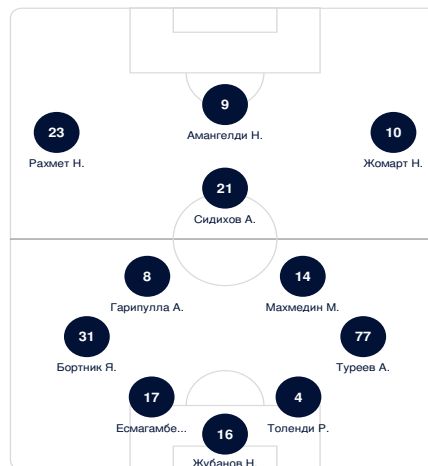 9
Амангелди Н.
23
Рахмет Н.
10
Жомарт Н.
21
Сидихов А.
8
Гарипулла А.
14
Махмедин М.
31
Бортник Я.
77
Туреев А.
17
Есмагамбе...
4
Толенди Р.
16
Жубанов Н.